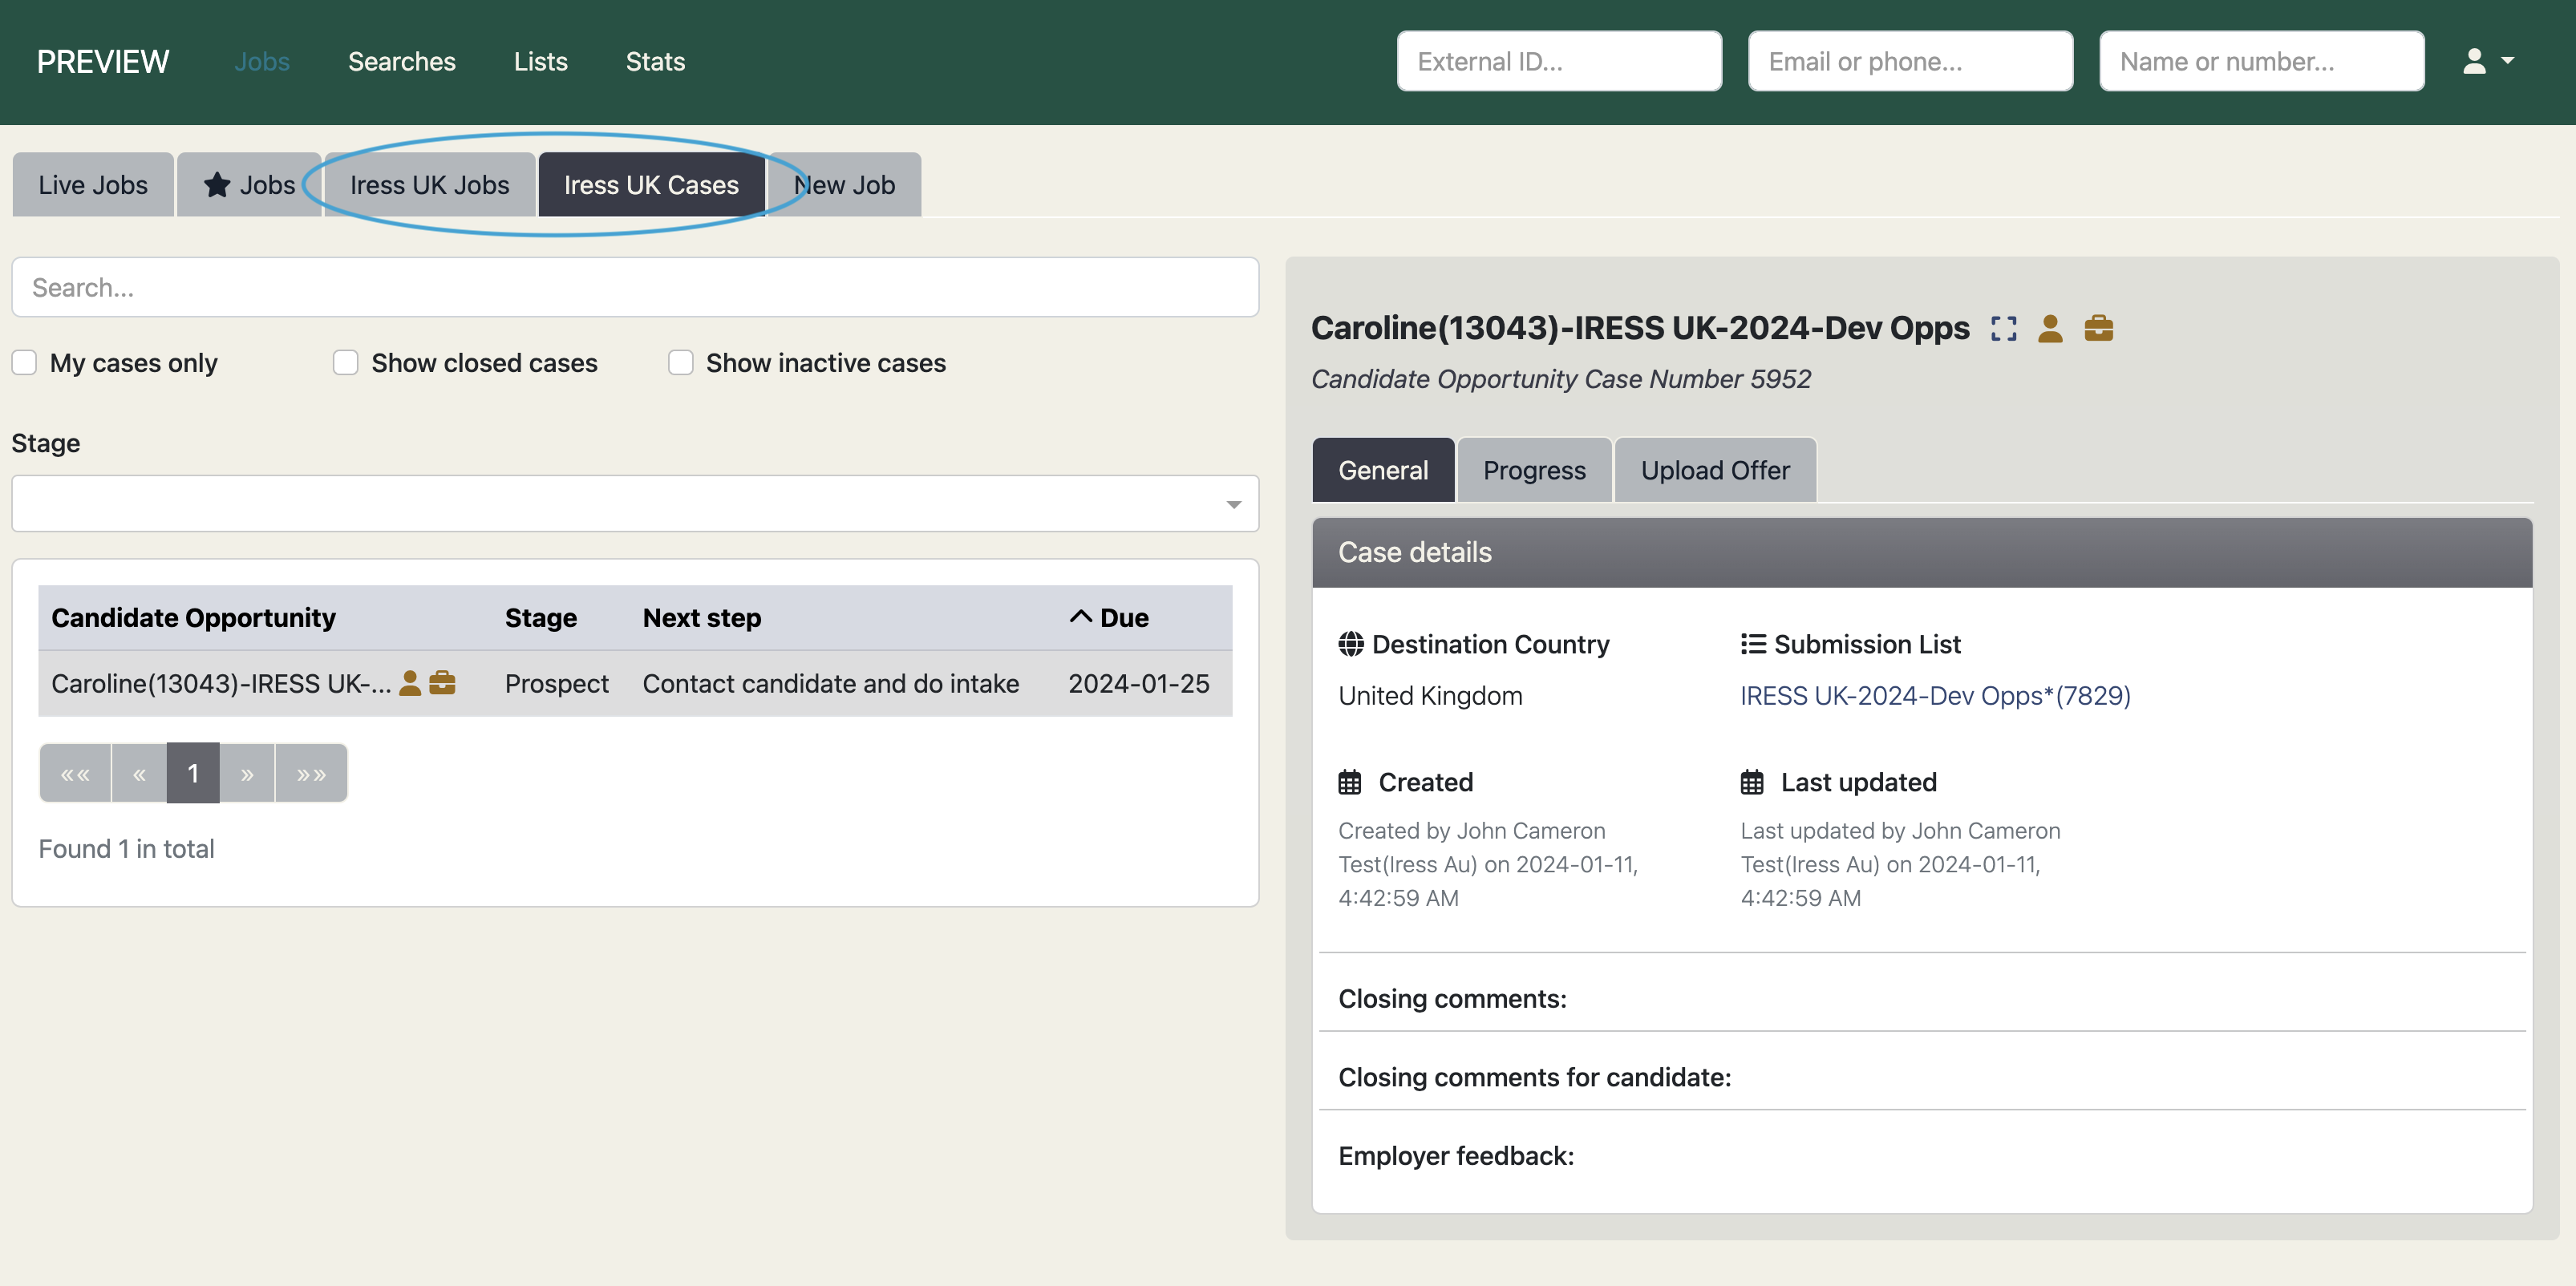 PREVIEW Jobs Searches Lists Stats External ID... Email or phone... Name or number...
Live Jobs Jobs Iress UK Jobs Iress UK Cases New Job
Search...
My cases only Show closed cases Show inactive cases
Stage
Candidate Opportunity Stage Next step Due
Caroline(13043)-IRESS UK-... Prospect Contact candidate and do intake 2024-01-25
«« « 1 » »»
Found 1 in total
Caroline(13043)-IRESS UK-2024-Dev Opps
Candidate Opportunity Case Number 5952
General Progress Upload Offer
Case details
Destination Country Submission List
United Kingdom IRESS UK-2024-Dev Opps*(7829)
Created Last updated
Created by John Cameron Last updated by John Cameron
Test(Iress Au) on 2024-01-11, Test(Iress Au) on 2024-01-11,
4:42:59 AM 4:42:59 AM
Closing comments:
Closing comments for candidate:
Employer feedback: